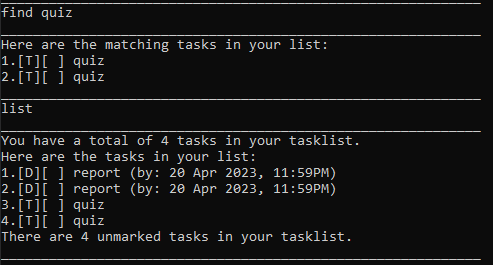 find quiz
Here are the matching tasks in your list:
1.[T][ ] quiz
2.[T][ ] quiz
list
You have a total of 4 tasks in your tasklist.
Here are the tasks in your list:
1.[D][ ] report (by: 20 Apr 2023, 11:59PM)
2.[D][ ] report (by: 20 Apr 2023, 11:59PM)
3.[T][ ] quiz
4.[T][ ] quiz
There are 4 unmarked tasks in your tasklist.